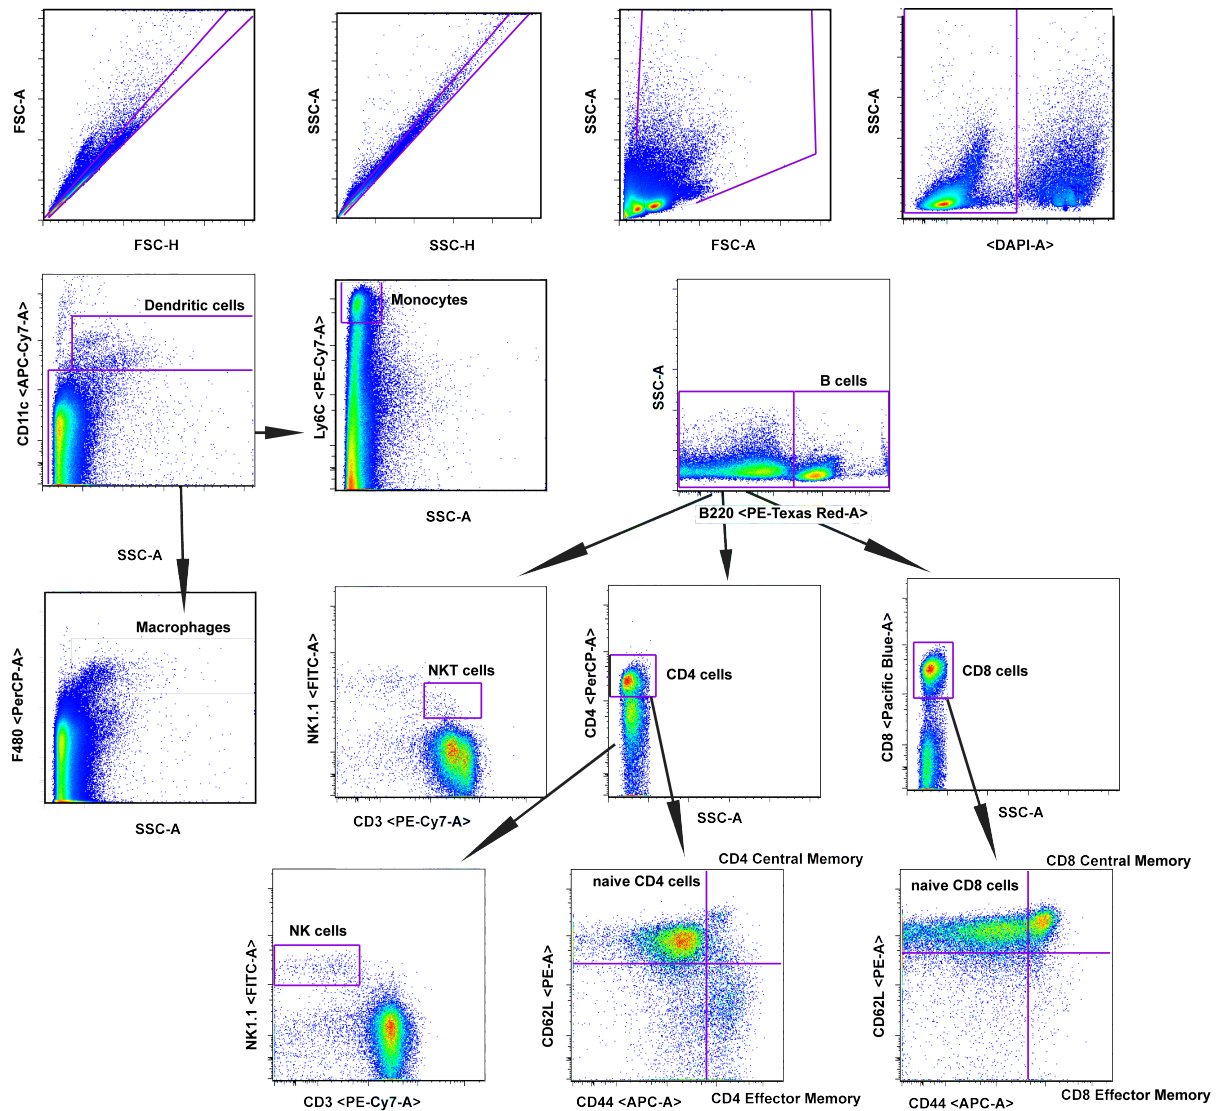 FSC-A
FSC-H
SSC-A
SSC-H
SSC-A
FSC-A
SSC-A
<DAPI-A>
CD11c <APC-Cy7-A>
Dendritic cells
SSC-A
Ly6C <PE-Cy7-A>
Monocytes
SSC-A
SSC-A
B cells
B220 <PE-Texas Red-A>
F480 <PerCP-A>
Macrophages
SSC-A
NK1.1 <FITC-A>
NKT cells
CD3 <PE-Cy7-A>
CD4 <PerCP-A>
CD4 cells
SSC-A
CD8 <Pacific Blue-A>
CD8 cells
SSC-A
NK1.1 <FITC-A>
NK cells
CD3 <PE-Cy7-A>
CD4 Central Memory
naive CD4 cells
CD62L <PE-A>
CD44 <APC-A>
CD4 Effector Memory
CD8 Central Memory
naive CD8 cells
CD62L <PE-A>
CD44 <APC-A>
CD8 Effector Memory